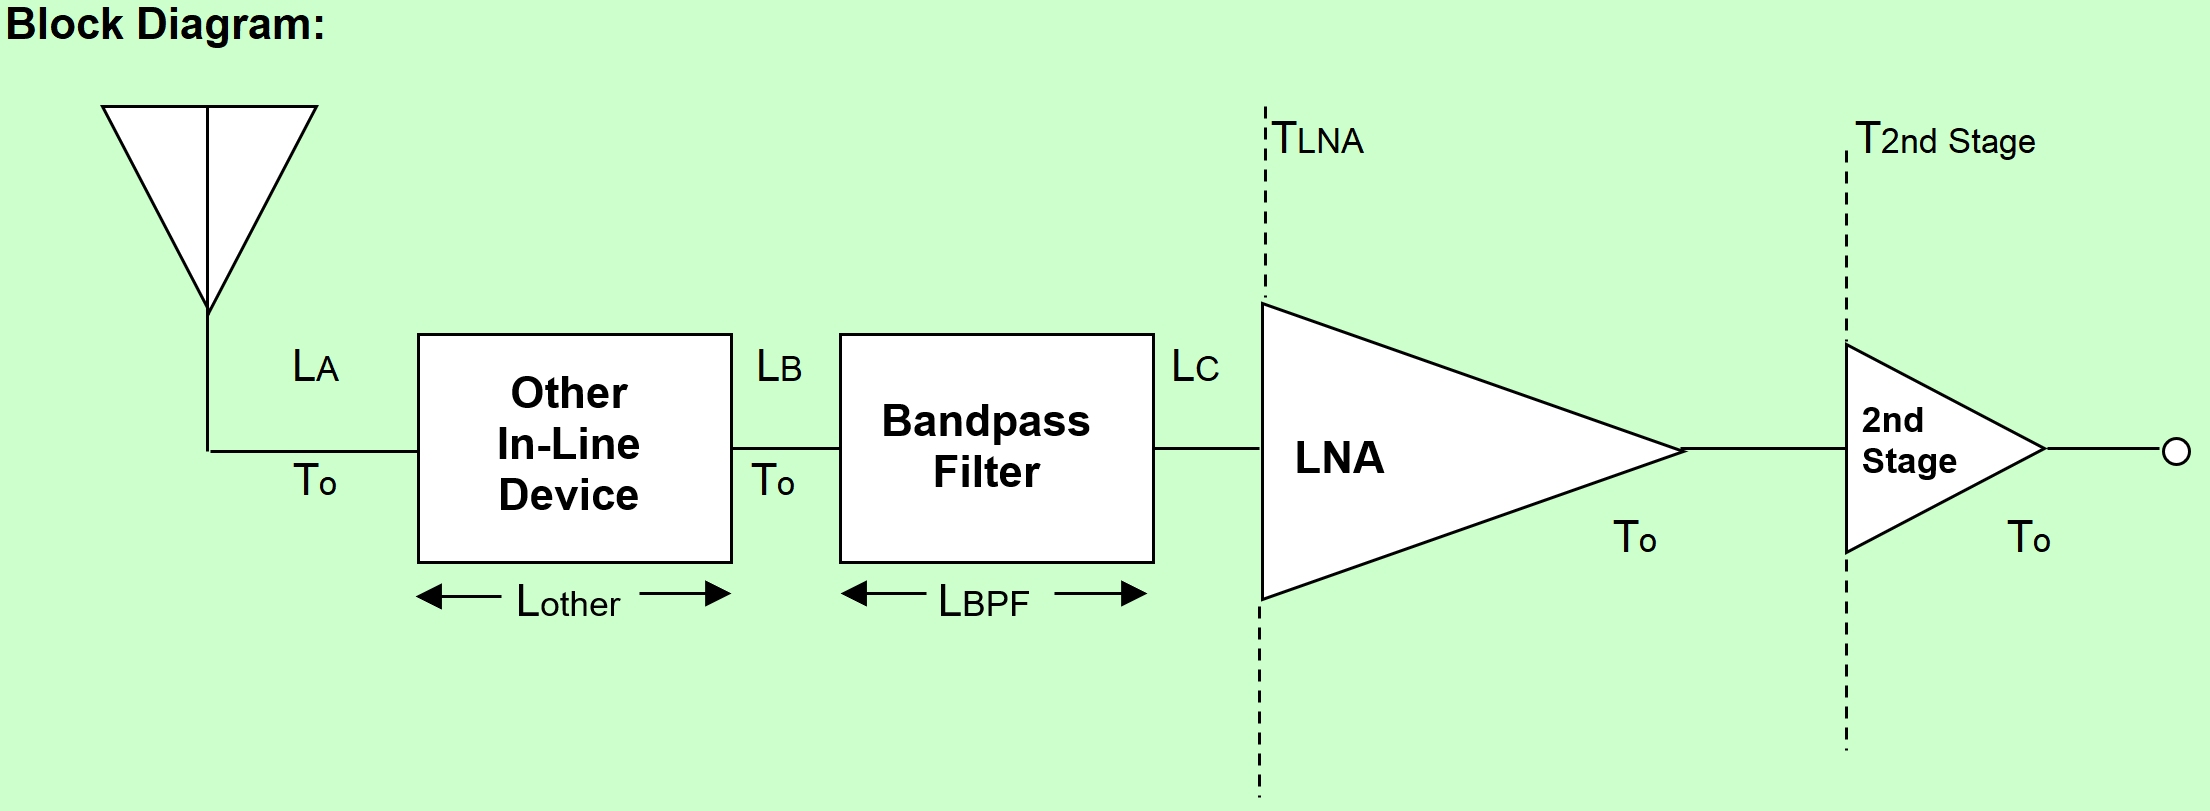 Block Diagram:
TLNA
T2nd Stage
LA
LB
LC
Other
In-Line
Device
Bandpass
Filter
LNA
2nd
Stage
To
To
To
To
Lother
LBPF